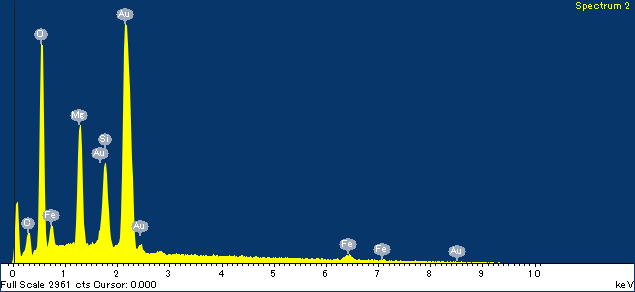 Spectrum 2
Au
O
Mg
Si
Au
Fe
Au
Fe
Fe
Au
0 1 2 3 4 5 6 7 8 9 10
Full Scale 2961 cts Cursor: 0.000 keV